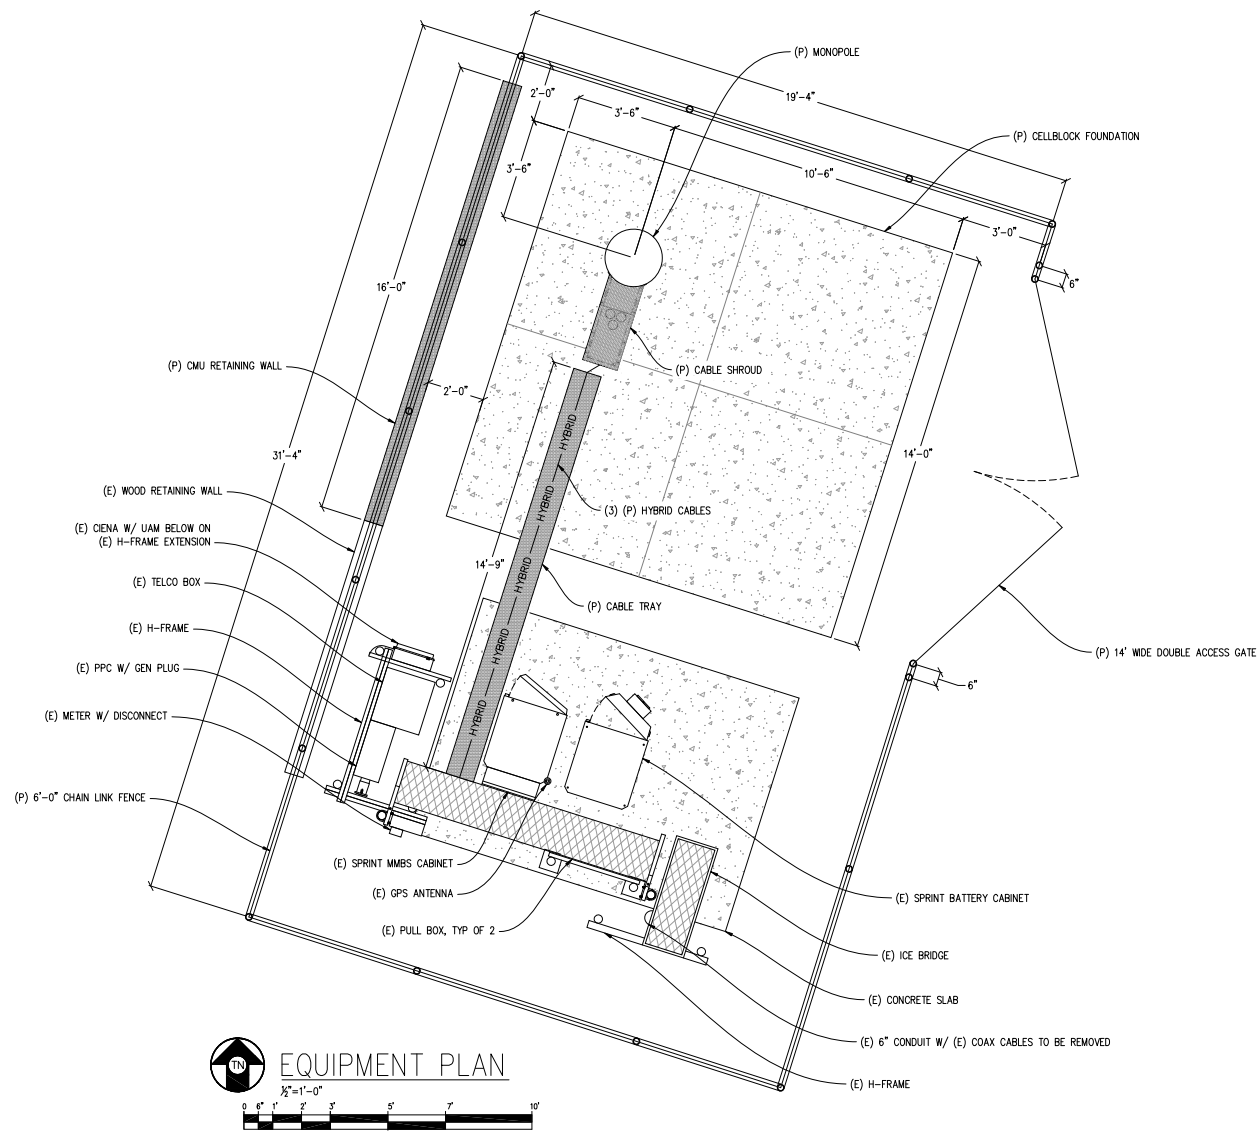 (P) MONOPOLE
19'-4"
2'-0"
3'-6"
(P) CELLBLOCK FOUNDATION
3'-6"
10'-6"
3'-0"
6"
16'-0"
(P) CMU RETAINING WALL
(P) CABLE SHROUD
2'-0"
HYBRID
31'-4"
14'-0"
(E) WOOD RETAINING WALL
(3) (P) HYBRID CABLES
HYBRID
(E) CIENA W/ UAM BELOW ON
(E) H-FRAME EXTENSION
14'-9"
HYBRID
(E) TELCO BOX
(P) CABLE TRAY
(E) H-FRAME
HYBRID
(P) 14' WIDE DOUBLE ACCESS GATE
(E) PPC W/ GEN PLUG
6"
(E) METER W/ DISCONNECT
HYBRID
(P) 6'-0" CHAIN LINK FENCE
(E) SPRINT MMBS CABINET
(E) GPS ANTENNA
(E) SPRINT BATTERY CABINET
(E) PULL BOX, TYP OF 2
(E) ICE BRIDGE
(E) CONCRETE SLAB
(E) 6" CONDUIT W/ (E) COAX CABLES TO BE REMOVED
(E) H-FRAME
TN
EQUIPMENT PLAN
½"=1'-0"
0 6" 1' 2' 3' 5' 7' 10'